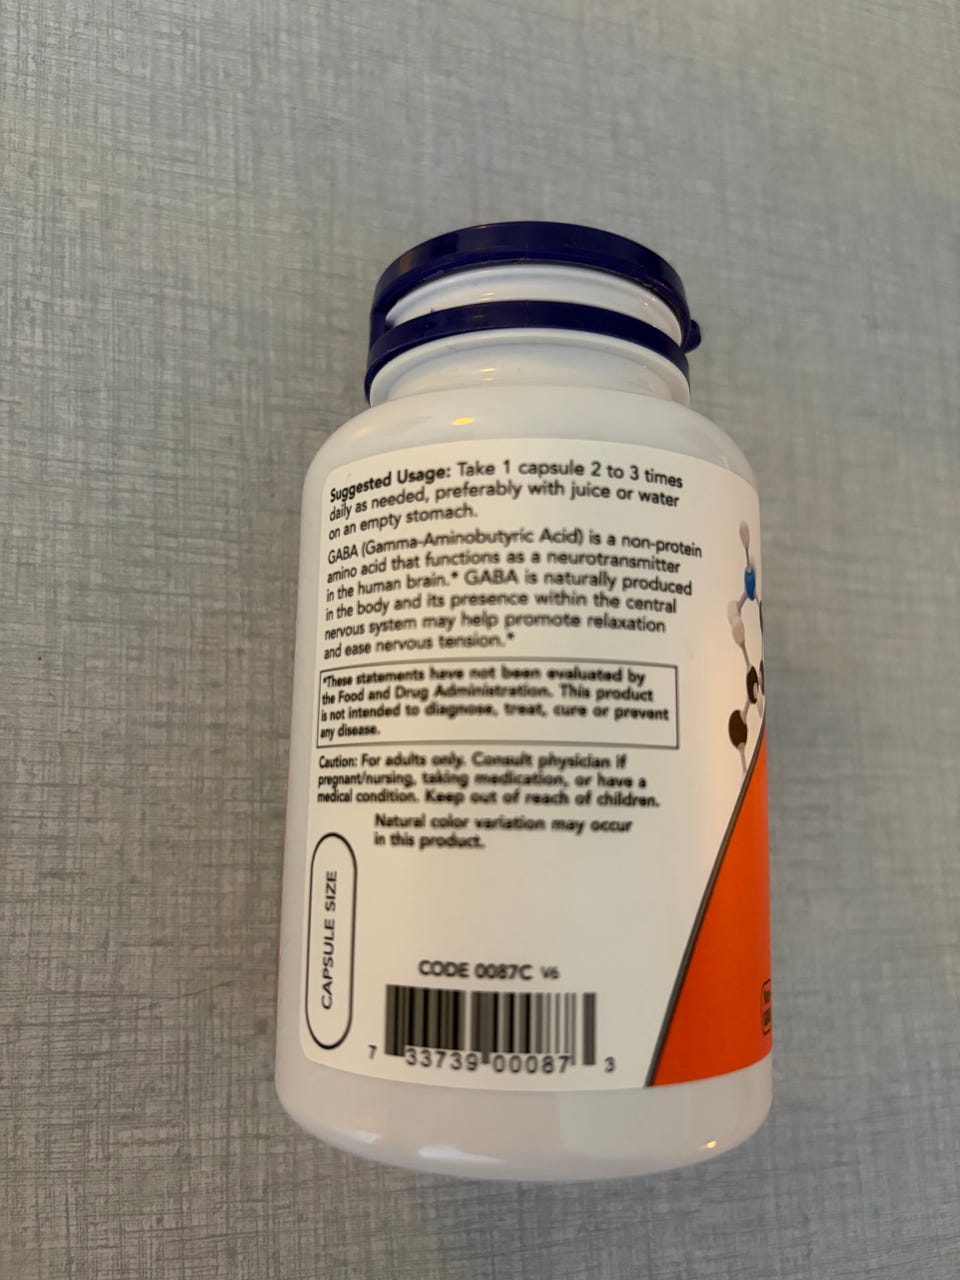 Suggested Usage: Take 1 capsule 2 to 3 times
daily as needed, preferably with juice or water
on an empty stomach.
GABA (Gamma-Aminobutyric Acid) is a non-protein
amino acid that functions as a neurotransmitter
in the human brain.* GABA is naturally produced
in the body and its presence within the central
nervous system may help promote relaxation
and ease nervous tension.*
*These statements have not been evaluated by
the Food and Drug Administration. This product
is not intended to diagnose, treat, cure or prevent
any disease.
Caution: For adults only. Consult physician if
pregnant/nursing, taking medication, or have a
medical condition. Keep out of reach of children.
Natural color variation may occur
in this product.
CAPSULE SIZE
CODE 0087C V6
7 33739 00087 3